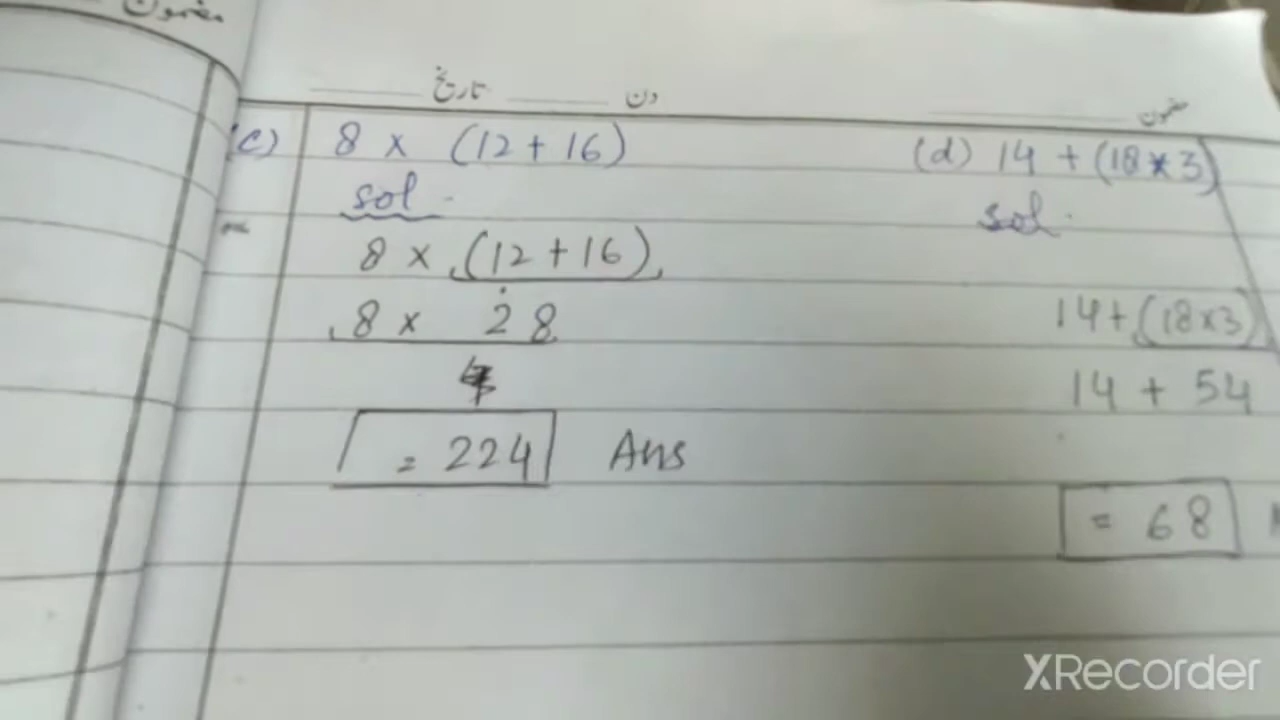 مضمون
تاریخ دن مضمون
(c) 8 × (12 + 16)
sol.
8 × (12 + 16)
8 × 28
= 224 Ans
(d) 14 + (18 × 3)
sol.
14 + (18 × 3)
14 + 54
= 68
XRecorder